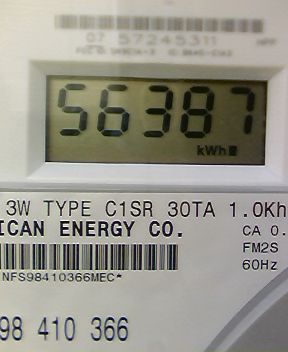 07 57245311
56387
kWh
3W TYPE C1SR 30TA 1.0Kh
ICAN ENERGY CO.
CA 0.
FM2S
60Hz
NFS98410366MEC*
98 410 366